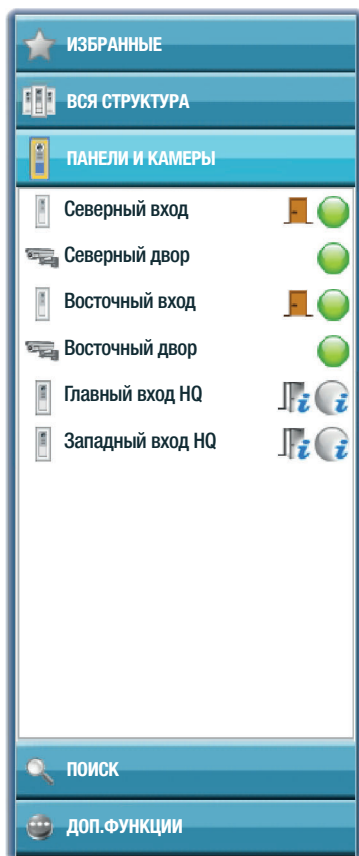 ИЗБРАННЫЕ
ВСЯ СТРУКТУРА
ПАНЕЛИ И КАМЕРЫ
Северный вход
Северный двор
Восточный вход
Восточный двор
Главный вход HQ
Западный вход HQ
ПОИСК
ДОП.ФУНКЦИИ